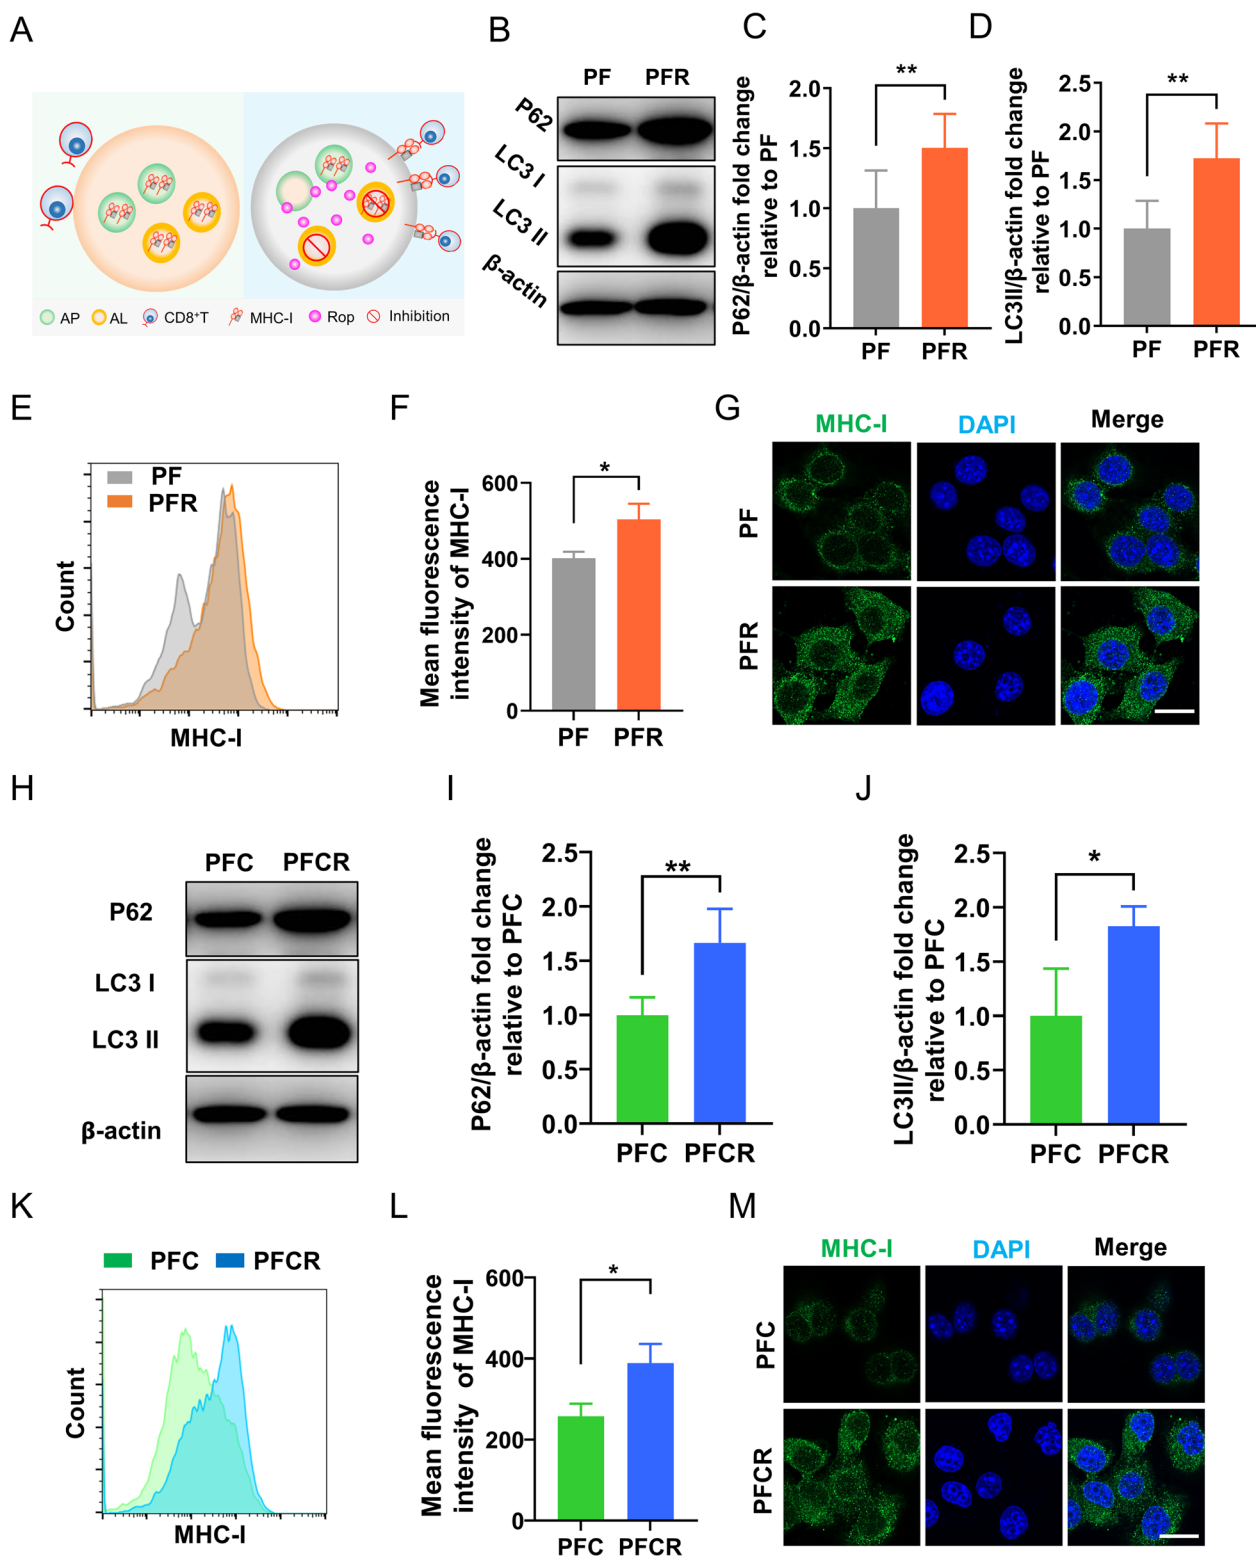 A
AP AL CD8⁺T MHC-I Rop Inhibition
B
PF PFR
P62
LC3 I
LC3 II
β-actin
C
P62/β-actin fold change
relative to PF
2.0
1.5
1.0
0.5
0.0
**
PF PFR
D
LC3II/β-actin fold change
relative to PF
2.5
2.0
1.5
1.0
0.5
0.0
**
PF PFR
E
PF
PFR
Count
MHC-I
F
Mean fluorescence
intensity of MHC-I
600
400
200
0
*
PF PFR
G
MHC-I DAPI Merge
PF
PFR
H
PFC PFCR
P62
LC3 I
LC3 II
β-actin
I
P62/β-actin fold change
relative to PFC
2.5
2.0
1.5
1.0
0.5
0.0
**
PFC PFCR
J
LC3II/β-actin fold change
relative to PFC
2.5
2.0
1.5
1.0
0.5
0.0
*
PFC PFCR
K
PFC PFCR
Count
MHC-I
L
Mean fluorescence
intensity of MHC-I
600
400
200
0
*
PFC PFCR
M
MHC-I DAPI Merge
PFC
PFCR